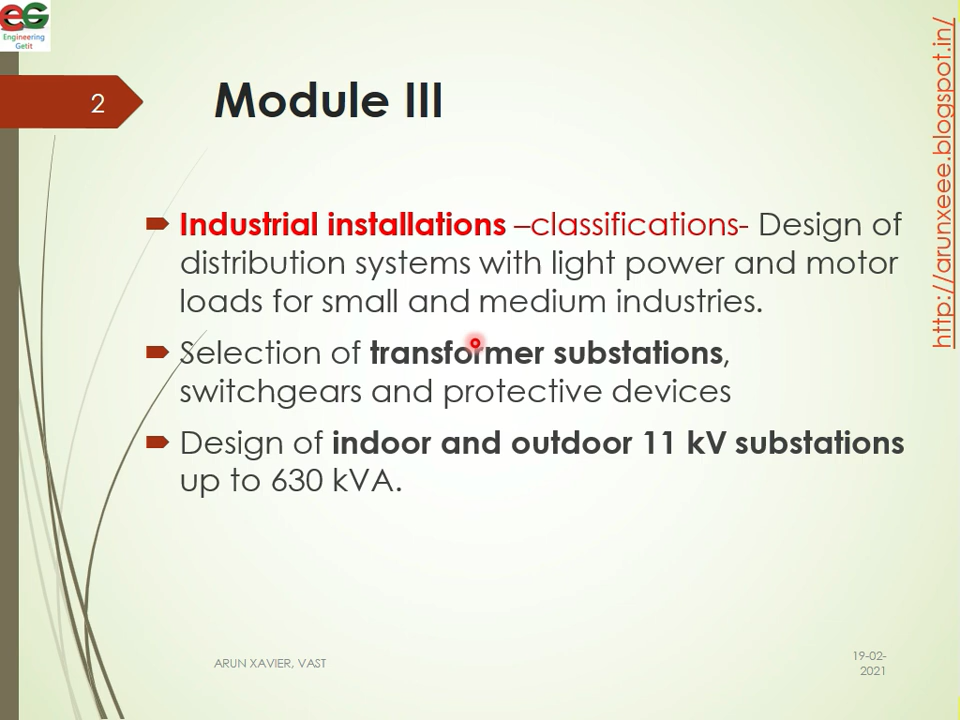 EG
Engineering
Getit
2
Module III
http://arunxeee.blogspot.in/
Industrial installations –classifications- Design of
distribution systems with light power and motor
loads for small and medium industries.
Selection of transformer substations,
switchgears and protective devices
Design of indoor and outdoor 11 kV substations
up to 630 kVA.
ARUN XAVIER, VAST
19-02-
2021